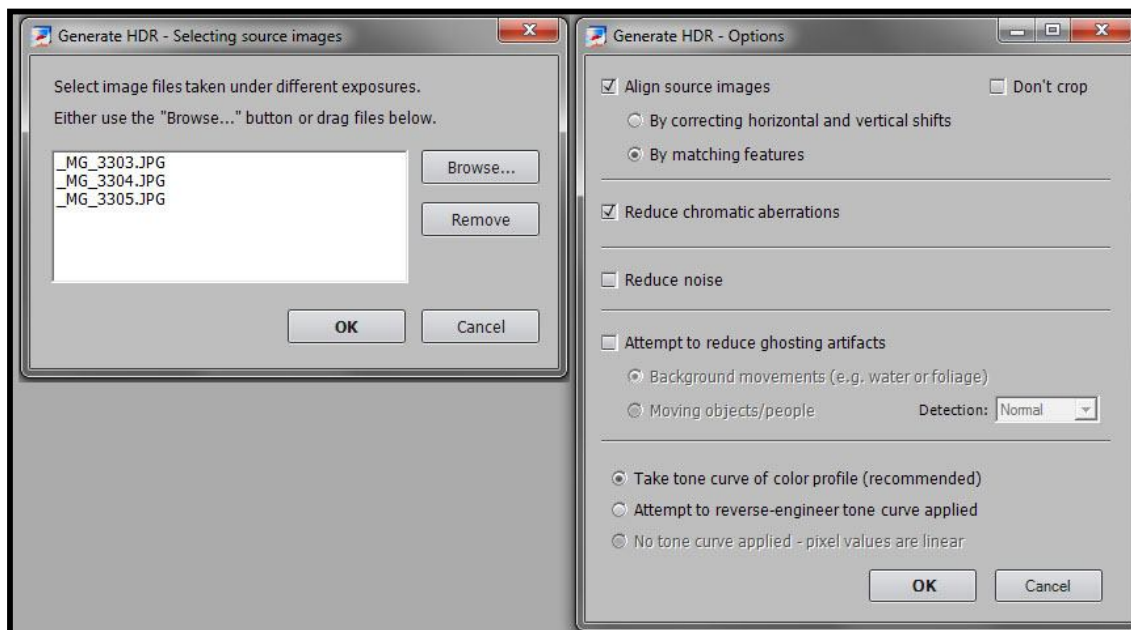 Generate HDR - Selecting source images
Select image files taken under different exposures.
Either use the "Browse..." button or drag files below.
_MG_3303.JPG
_MG_3304.JPG
_MG_3305.JPG
Browse...
Remove
OK
Cancel
Generate HDR - Options
Align source images
Don't crop
By correcting horizontal and vertical shifts
By matching features
Reduce chromatic aberrations
Reduce noise
Attempt to reduce ghosting artifacts
Background movements (e.g. water or foliage)
Moving objects/people
Detection:
Normal
Take tone curve of color profile (recommended)
Attempt to reverse-engineer tone curve applied
No tone curve applied - pixel values are linear
OK
Cancel